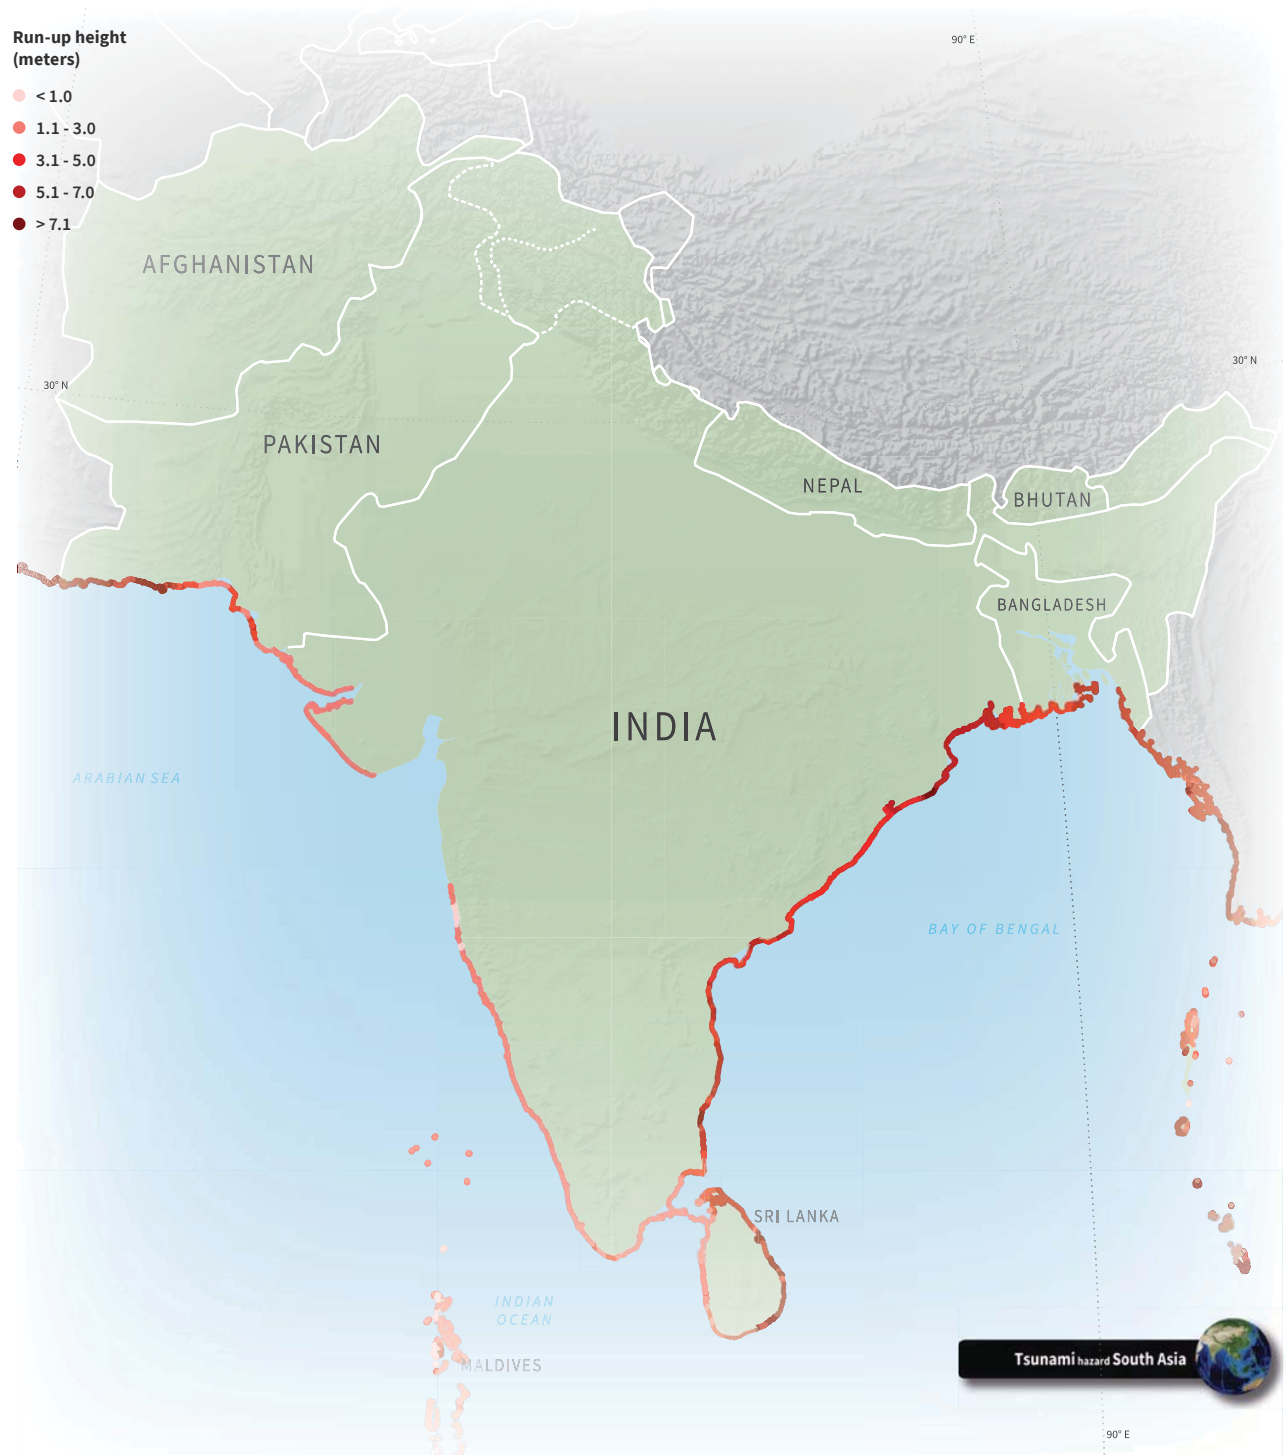 Run-up height
(meters)
< 1.0
1.1 - 3.0
3.1 - 5.0
5.1 - 7.0
> 7.1
90° E
AFGHANISTAN
30° N
30° N
PAKISTAN
NEPAL
BHUTAN
BANGLADESH
INDIA
ARABIAN SEA
BAY OF BENGAL
SRI LANKA
INDIAN
OCEAN
MALDIVES
Tsunami hazard South Asia
90° E